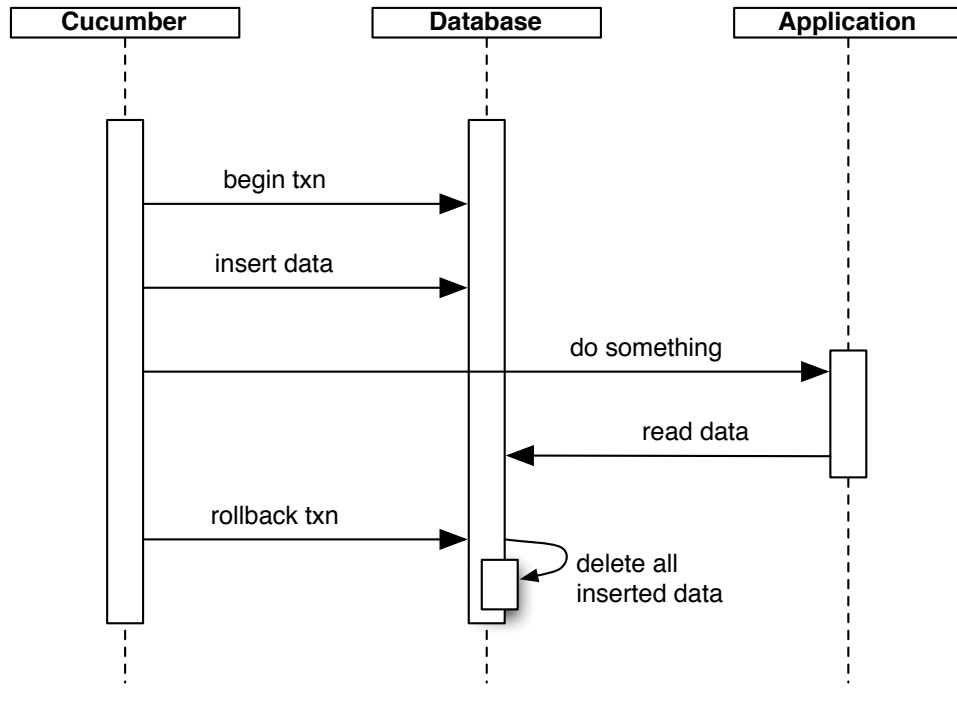 Cucumber
Database
Application
begin txn
insert data
do something
read data
rollback txn
delete all
inserted data